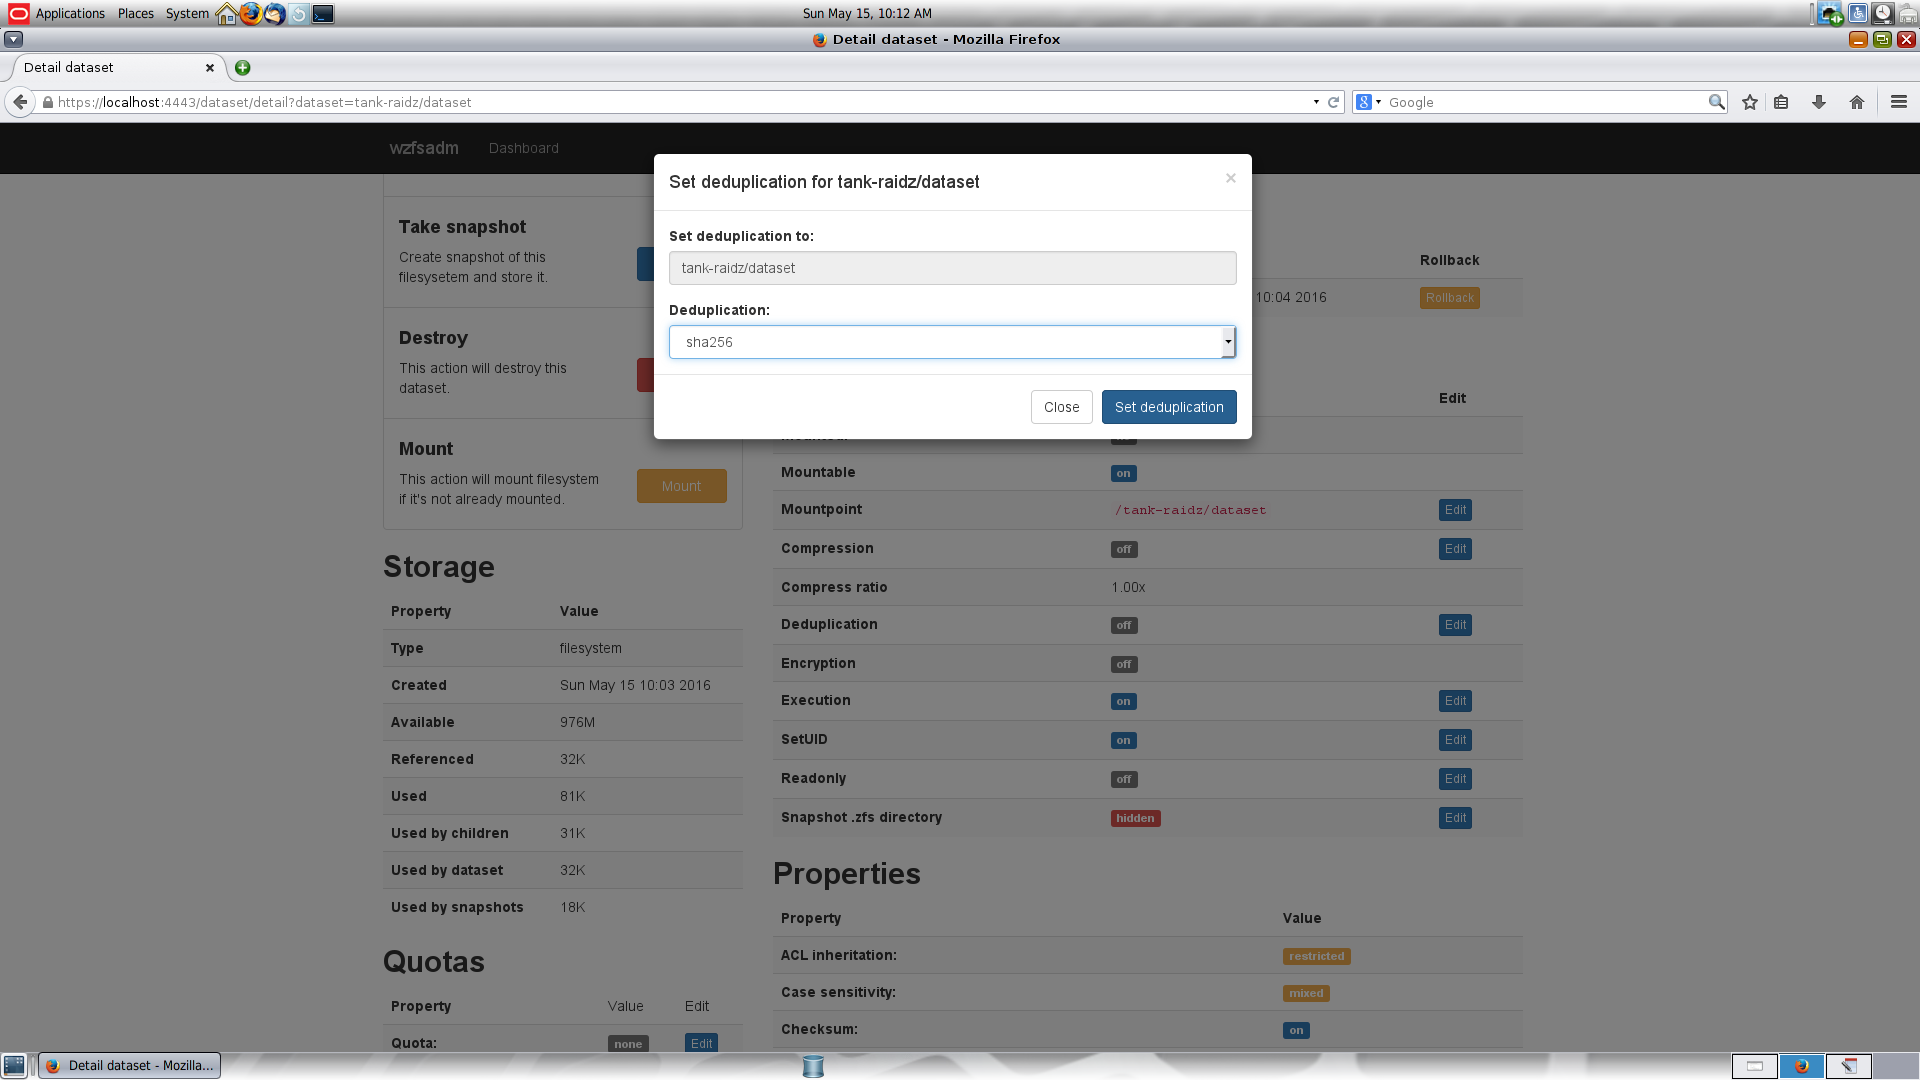 Applications Places System Sun May 15, 10:12 AM
Detail dataset - Mozilla Firefox
Detail dataset
https://localhost:4443/dataset/detail?dataset=tank-raidz/dataset
Google
wzfsadm Dashboard
Set deduplication for tank-raidz/dataset ×
Set deduplication to:
tank-raidz/dataset
Deduplication:
sha256
Close Set deduplication
Take snapshot
Create snapshot of this
filesysetem and store it.
Destroy
This action will destroy this
dataset.
Mount
This action will mount filesystem
if it's not already mounted.
Mount
Storage
Property Value
Type filesystem
Created Sun May 15 10:03 2016
Available 976M
Referenced 32K
Used 81K
Used by children 31K
Used by dataset 32K
Used by snapshots 18K
Quotas
Property Value Edit
Quota: none Edit
Rollback
10:04 2016 Rollback
Edit
Mountable on
Mountpoint /tank-raidz/dataset Edit
Compression off Edit
Compress ratio 1.00x
Deduplication off Edit
Encryption off
Execution on Edit
SetUID on Edit
Readonly off Edit
Snapshot .zfs directory hidden Edit
Properties
Property Value
ACL inheritation: restricted
Case sensitivity: mixed
Checksum: on
Detail dataset - Mozilla...